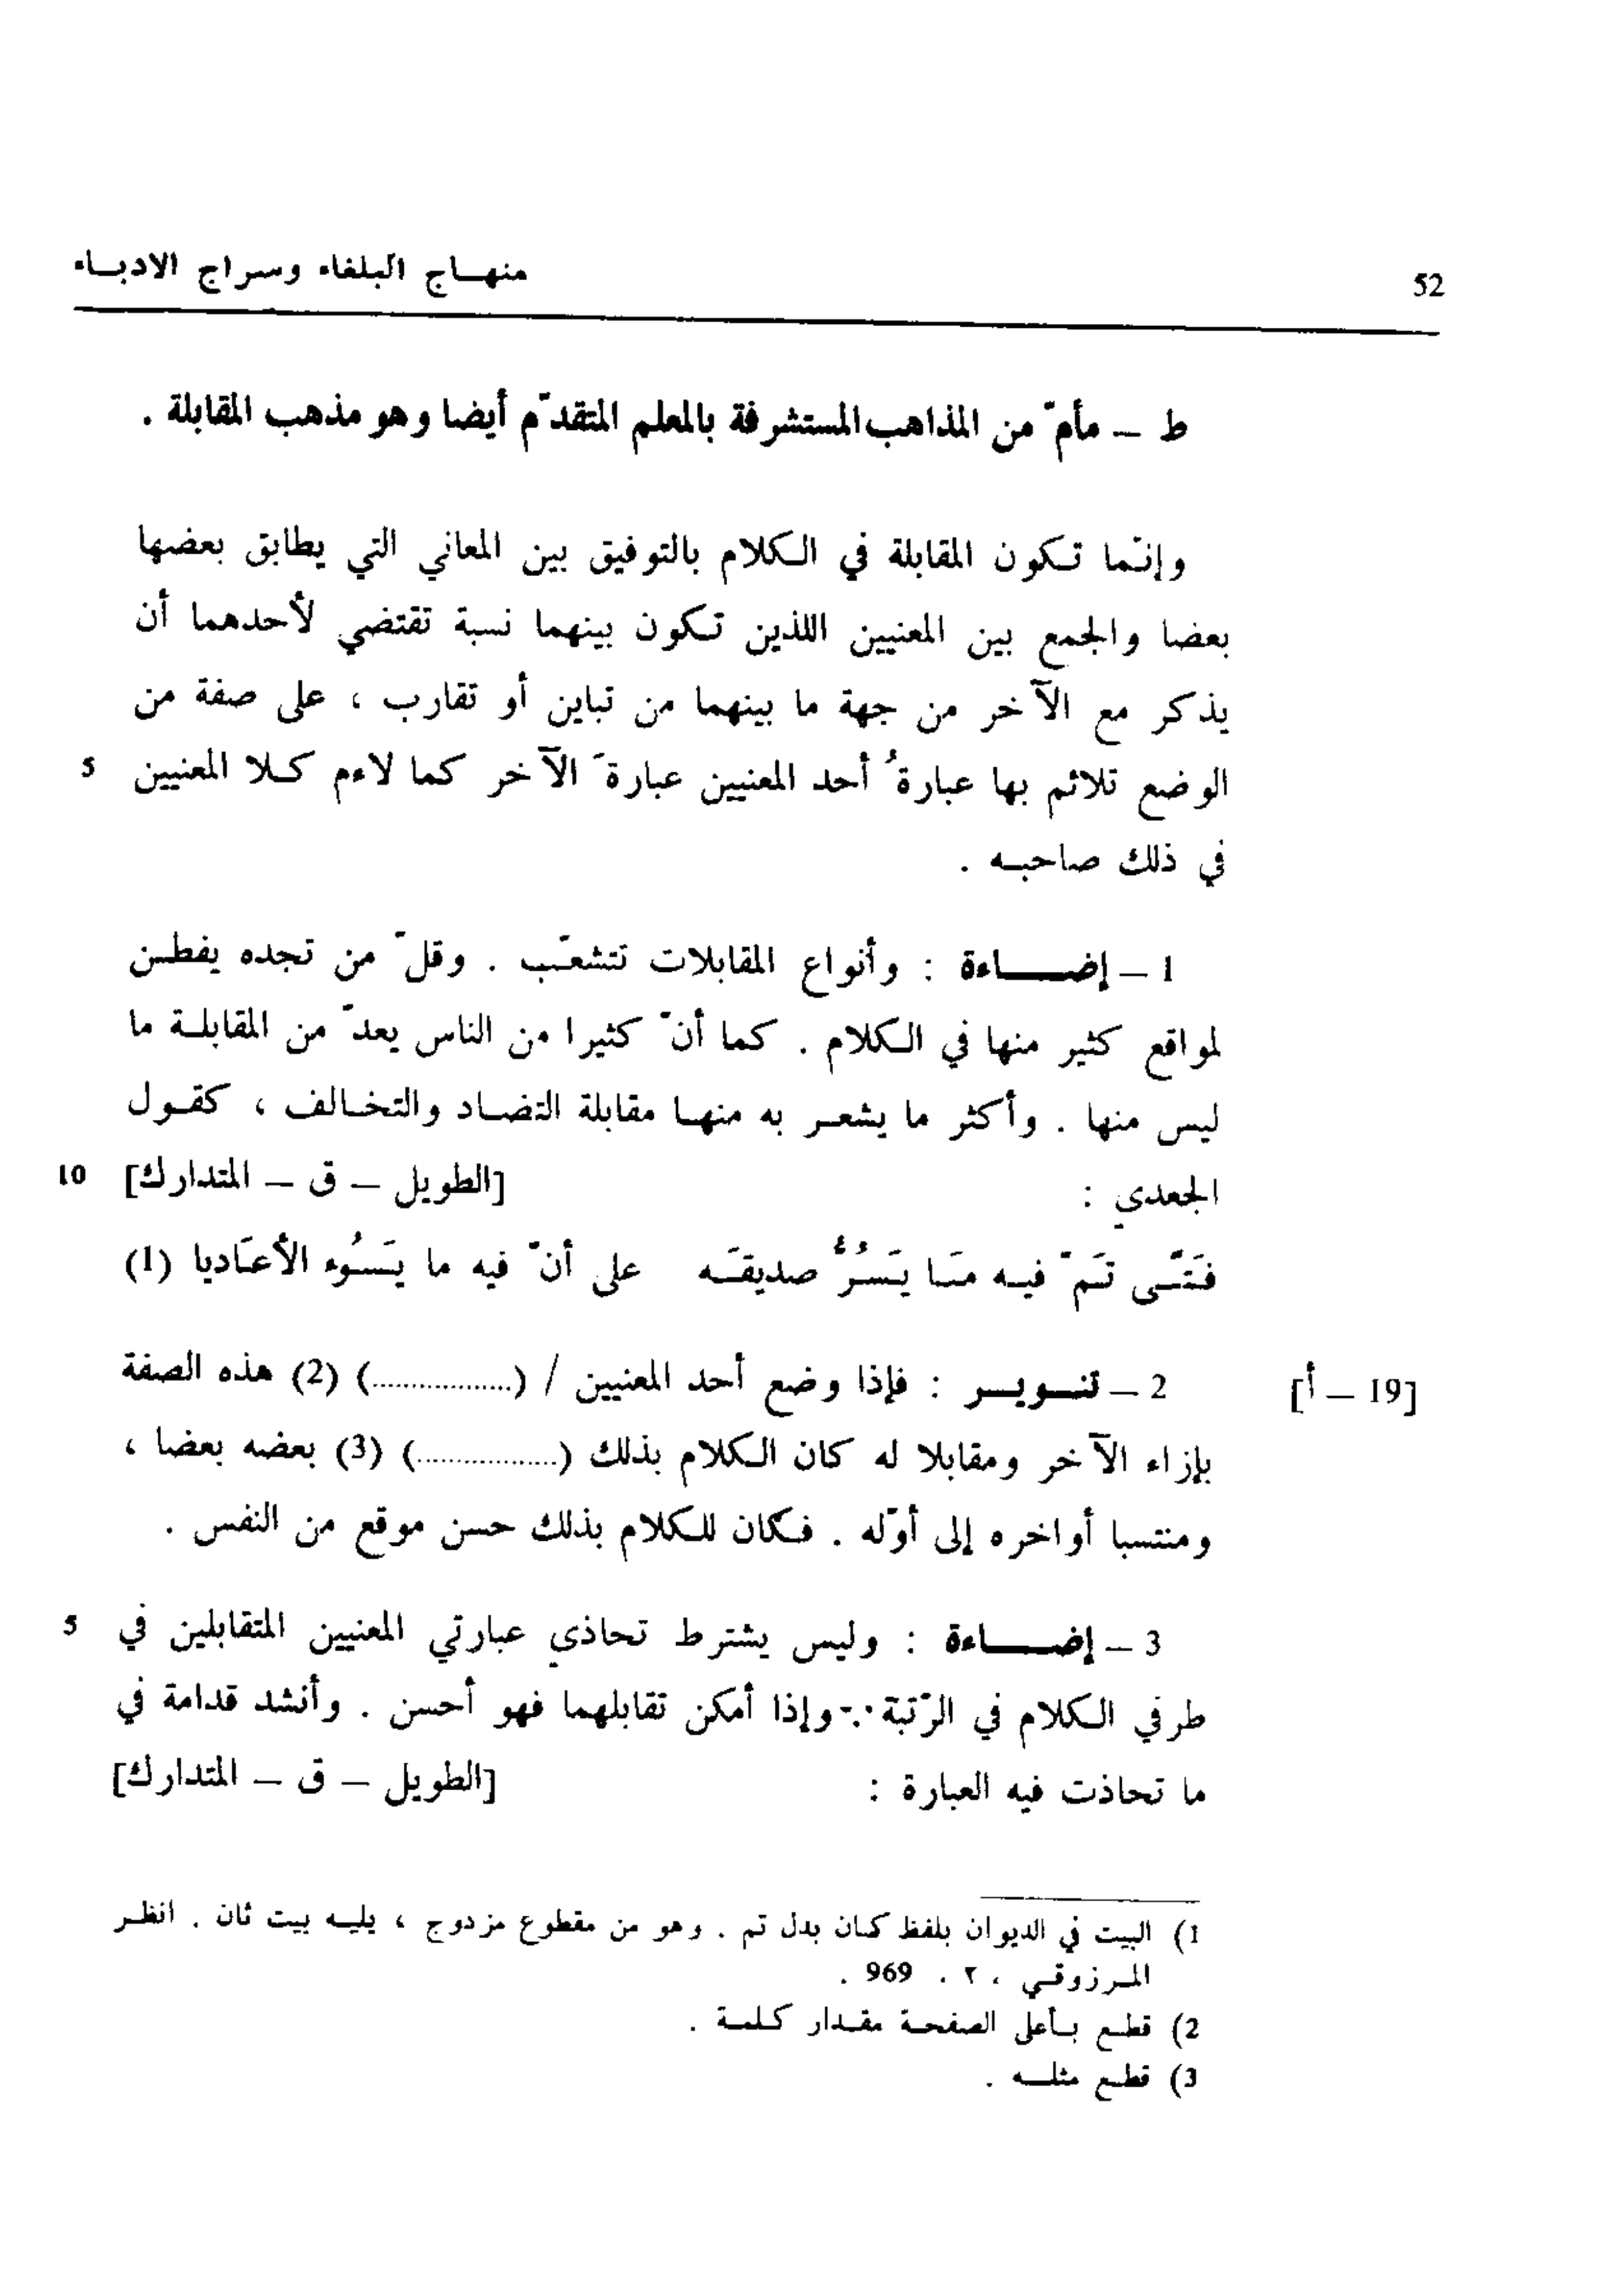 52
منهاج البلغاء وسراج الادباء
ط – مأمّ من المذاهب المستشرفة بالمعلم المتقدّم أيضا وهو مذهب المقابلة .
وإنّما تكون المقابلة في الكلام بالتوفيق بين المعاني التي يطابق بعضها
بعضا والجمع بين المعنيين اللذين تكون بينهما نسبة تقتضي لأحدهما أن
يذكر مع الآخر من جهة ما بينهما من تباين أو تقارب ، على صفة من
الوضع تلائم بها عبارةُ أحد المعنيين عبارةَ الآخر كما لاءم كلا المعنيين 5
في ذلك صاحبه .
1 – إضاءة : وأنواع المقابلات تتشعّب . وقلّ من تجده يفطن
لمواقع كثير منها في الكلام . كما أنّ كثيرا من الناس يعدّ من المقابلة ما
ليس منها . وأكثر ما يشعر به منها مقابلة التضاد والتخالف ، كقول
الجعدي : [الطويل – ق – المتدارك] 10
فَتَّى تَمّ فيه مَا يَسُرُّ صديقَه على أنّ فيه ما يَسُوء الأعَاديا (1)
[19 – أ] 2 – تنوير : فإذا وضع أحد المعنيين / (.................) (2) هذه الصفة
بإزاء الآخر ومقابلا له كان الكلام بذلك (.................) (3) بعضه بعضا ،
ومنتسبا أواخره إلى أوّله . فكان للكلام بذلك حسن موقع من النفس .
3 – إضاءة : وليس يشترط تحاذي عبارتي المعنيين المتقابلين في 5
طرفي الكلام في الرّتبة . وإذا أمكن تقابلهما فهو أحسن . وأنشد قدامة في
ما تحاذت فيه العبارة : [الطويل – ق – المتدارك]
1) البيت في الديوان بلفظ كان بدل تم . وهو من مقطوع مزدوج ، يليه بيت ثان . انظر
المرزوقي ، ٢ . 969 .
2) قطع بأعلى الصفحة مقدار كلمة .
3) قطع مثله .